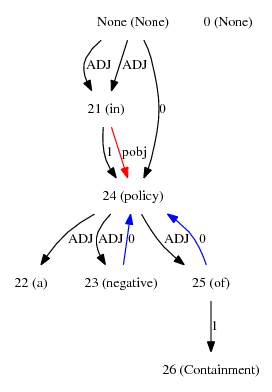 None (None) 0 (None)
ADJ ADJ
21 (in) 0
1 pobj
24 (policy)
ADJ ADJ 0 ADJ 0
22 (a) 23 (negative) 25 (of)
1
26 (Containment)